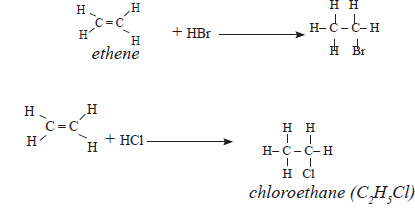 H H H H
C=C H-C-C-H
H H + HBr H Br
ethene
H H H H
C=C H-C-C-H
H H + HCl H Cl
chloroethane (C₂H₅Cl)